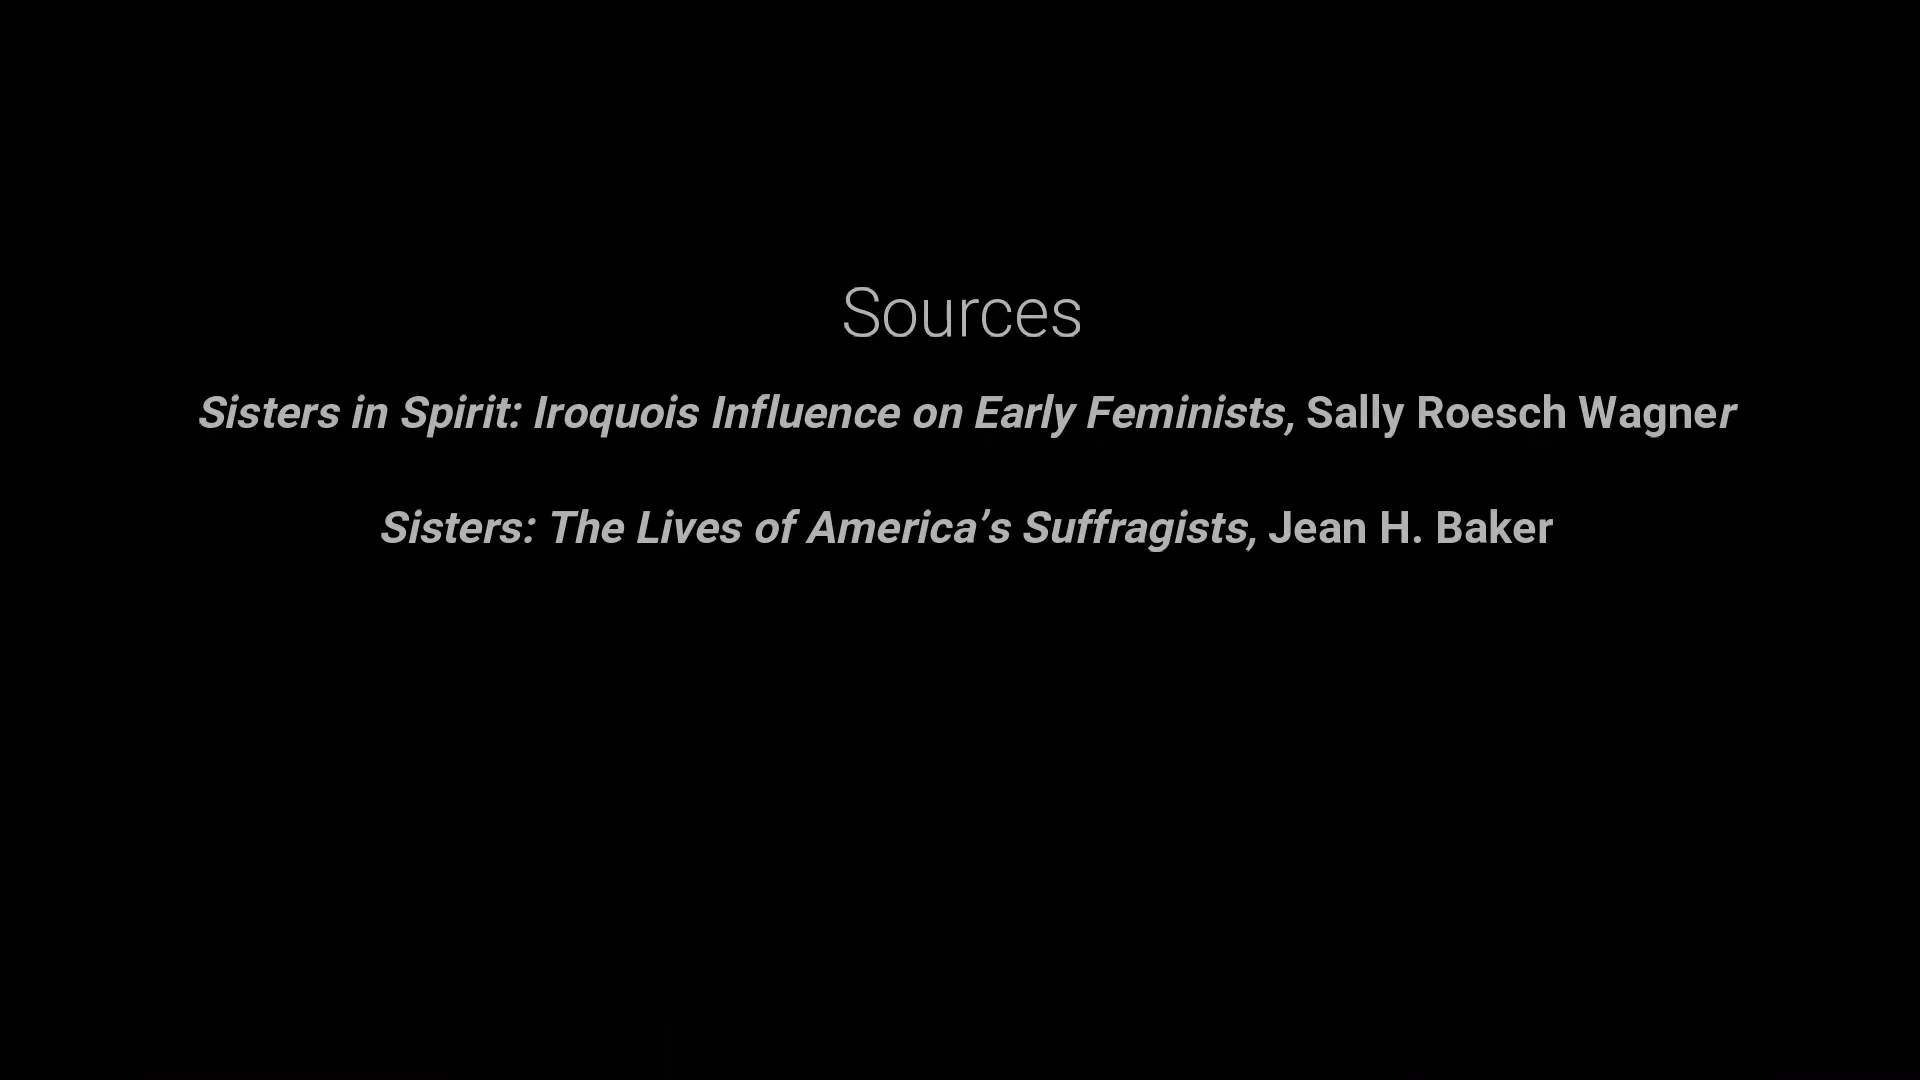 Sources
Sisters in Spirit: Iroquois Influence on Early Feminists, Sally Roesch Wagner
Sisters: The Lives of America’s Suffragists, Jean H. Baker